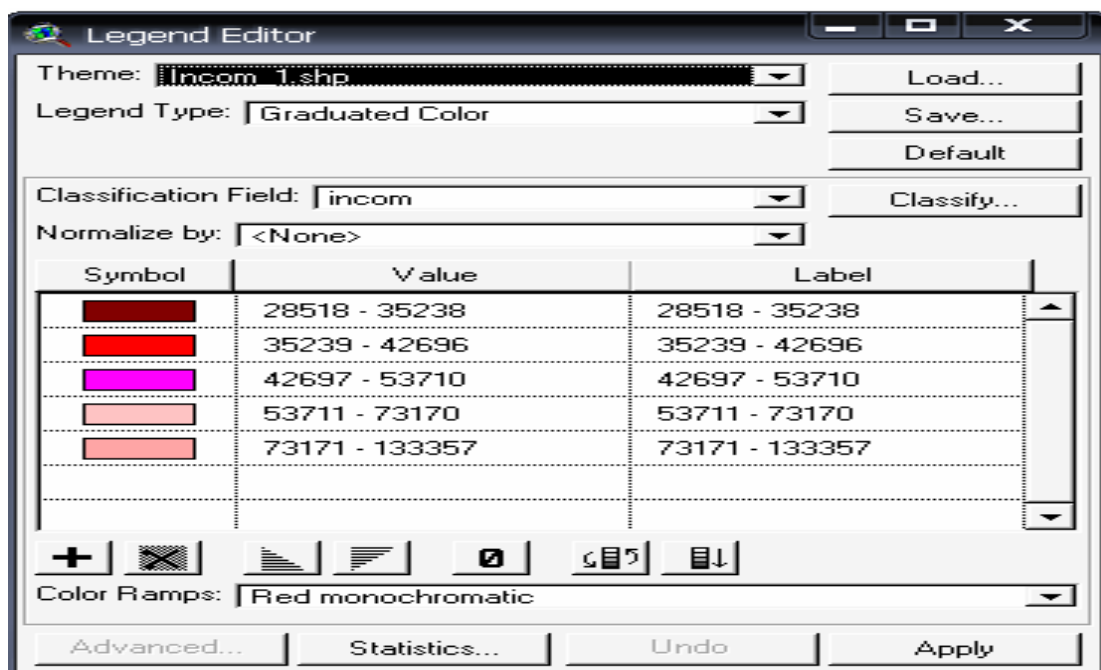 Legend Editor
Theme: Incom_1.shp
Load...
Legend Type: Graduated Color
Save...
Default
Classification Field: incom
Classify...
Normalize by: <None>
Symbol Value Label
28518 - 35238 28518 - 35238
35239 - 42696 35239 - 42696
42697 - 53710 42697 - 53710
53711 - 73170 53711 - 73170
73171 - 133357 73171 - 133357
Color Ramps: Red monochromatic
Advanced... Statistics... Undo Apply